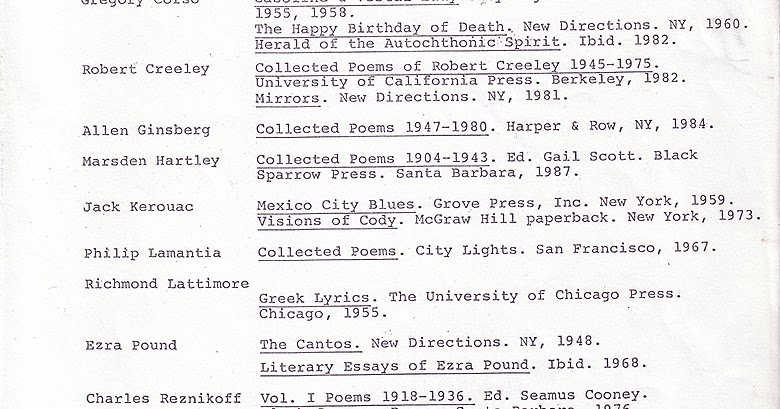 Gregory Corso
1955, 1958.
The Happy Birthday of Death. New Directions. NY, 1960.
Herald of the Autochthonic Spirit. Ibid. 1982.
Robert Creeley Collected Poems of Robert Creeley 1945-1975.
University of California Press. Berkeley, 1982.
Mirrors. New Directions. NY, 1981.
Allen Ginsberg Collected Poems 1947-1980. Harper & Row, NY, 1984.
Marsden Hartley Collected Poems 1904-1943. Ed. Gail Scott. Black
Sparrow Press. Santa Barbara, 1987.
Jack Kerouac Mexico City Blues. Grove Press, Inc. New York, 1959.
Visions of Cody. McGraw Hill paperback. New York, 1973.
Philip Lamantia Collected Poems. City Lights. San Francisco, 1967.
Richmond Lattimore
Greek Lyrics. The University of Chicago Press.
Chicago, 1955.
Ezra Pound The Cantos. New Directions. NY, 1948.
Literary Essays of Ezra Pound. Ibid. 1968.
Charles Reznikoff Vol. I Poems 1918-1936. Ed. Seamus Cooney.